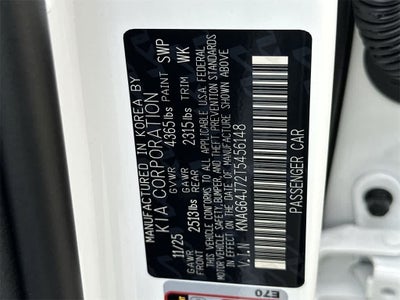 MANUFACTURED IN KOREA BY
KIA CORPORATION
11/25 GVWR 4365lbs PAINT SWP
GAWR FRONT 2513lbs GAWR REAR 2315lbs TRIM WK
THIS VEHICLE CONFORMS TO ALL APPLICABLE U.S.A. FEDERAL
MOTOR VEHICLE SAFETY, BUMPER, AND THEFT PREVENTION STANDARDS
IN EFFECT ON THE DATE OF MANUFACTURE SHOWN ABOVE
V.I.N. KNAG64J72T5456148
PASSENGER CAR
E70